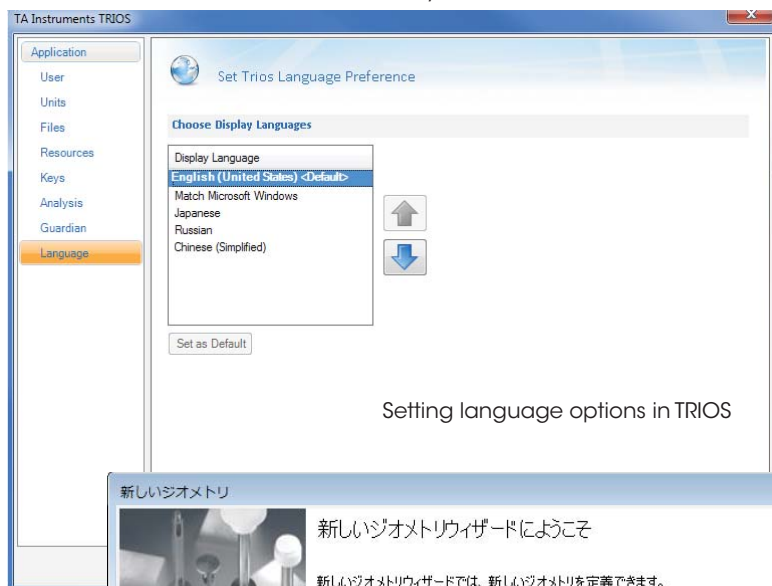 TA Instruments TRIOS
Application
User
Units
Files
Resources
Keys
Analysis
Guardian
Language
Set Trios Language Preference
Choose Display Languages
Display Language
English (United States) <Default>
Match Microsoft Windows
Japanese
Russian
Chinese (Simplified)
Set as Default
Setting language options in TRIOS
新しいジオメトリ
新しいジオメトリウィザードにようこそ
新しいジオメトリウィザードでは、新しいジオメトリを定義できます。